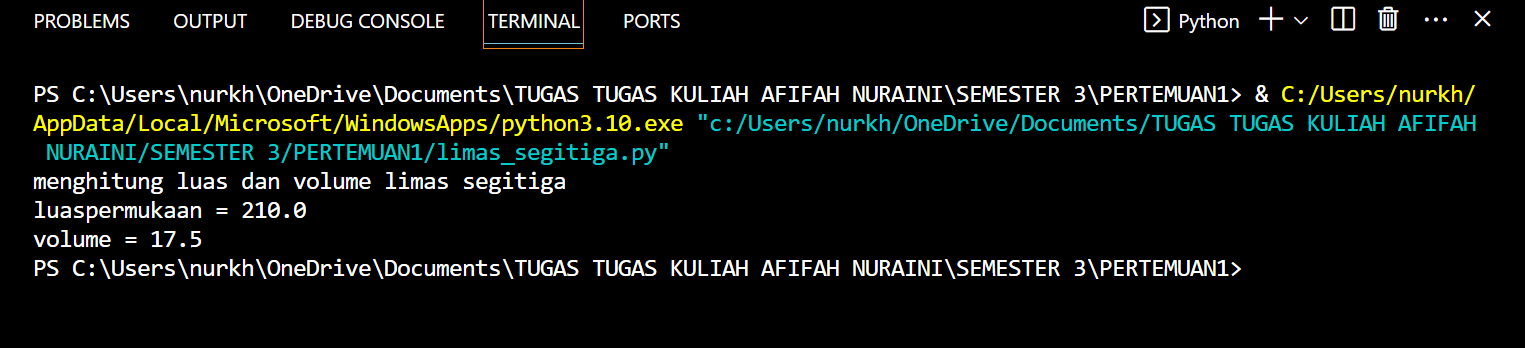 PROBLEMS OUTPUT DEBUG CONSOLE TERMINAL PORTS Python
PS C:\Users\nurkh\OneDrive\Documents\TUGAS TUGAS KULIAH AFIFAH NURAINI\SEMESTER 3\PERTEMUAN1> & C:/Users/nurkh/
AppData/Local/Microsoft/WindowsApps/python3.10.exe "c:/Users/nurkh/OneDrive/Documents/TUGAS TUGAS KULIAH AFIFAH
NURAINI/SEMESTER 3/PERTEMUAN1/limas_segitiga.py"
menghitung luas dan volume limas segitiga
luaspermukaan = 210.0
volume = 17.5
PS C:\Users\nurkh\OneDrive\Documents\TUGAS TUGAS KULIAH AFIFAH NURAINI\SEMESTER 3\PERTEMUAN1>